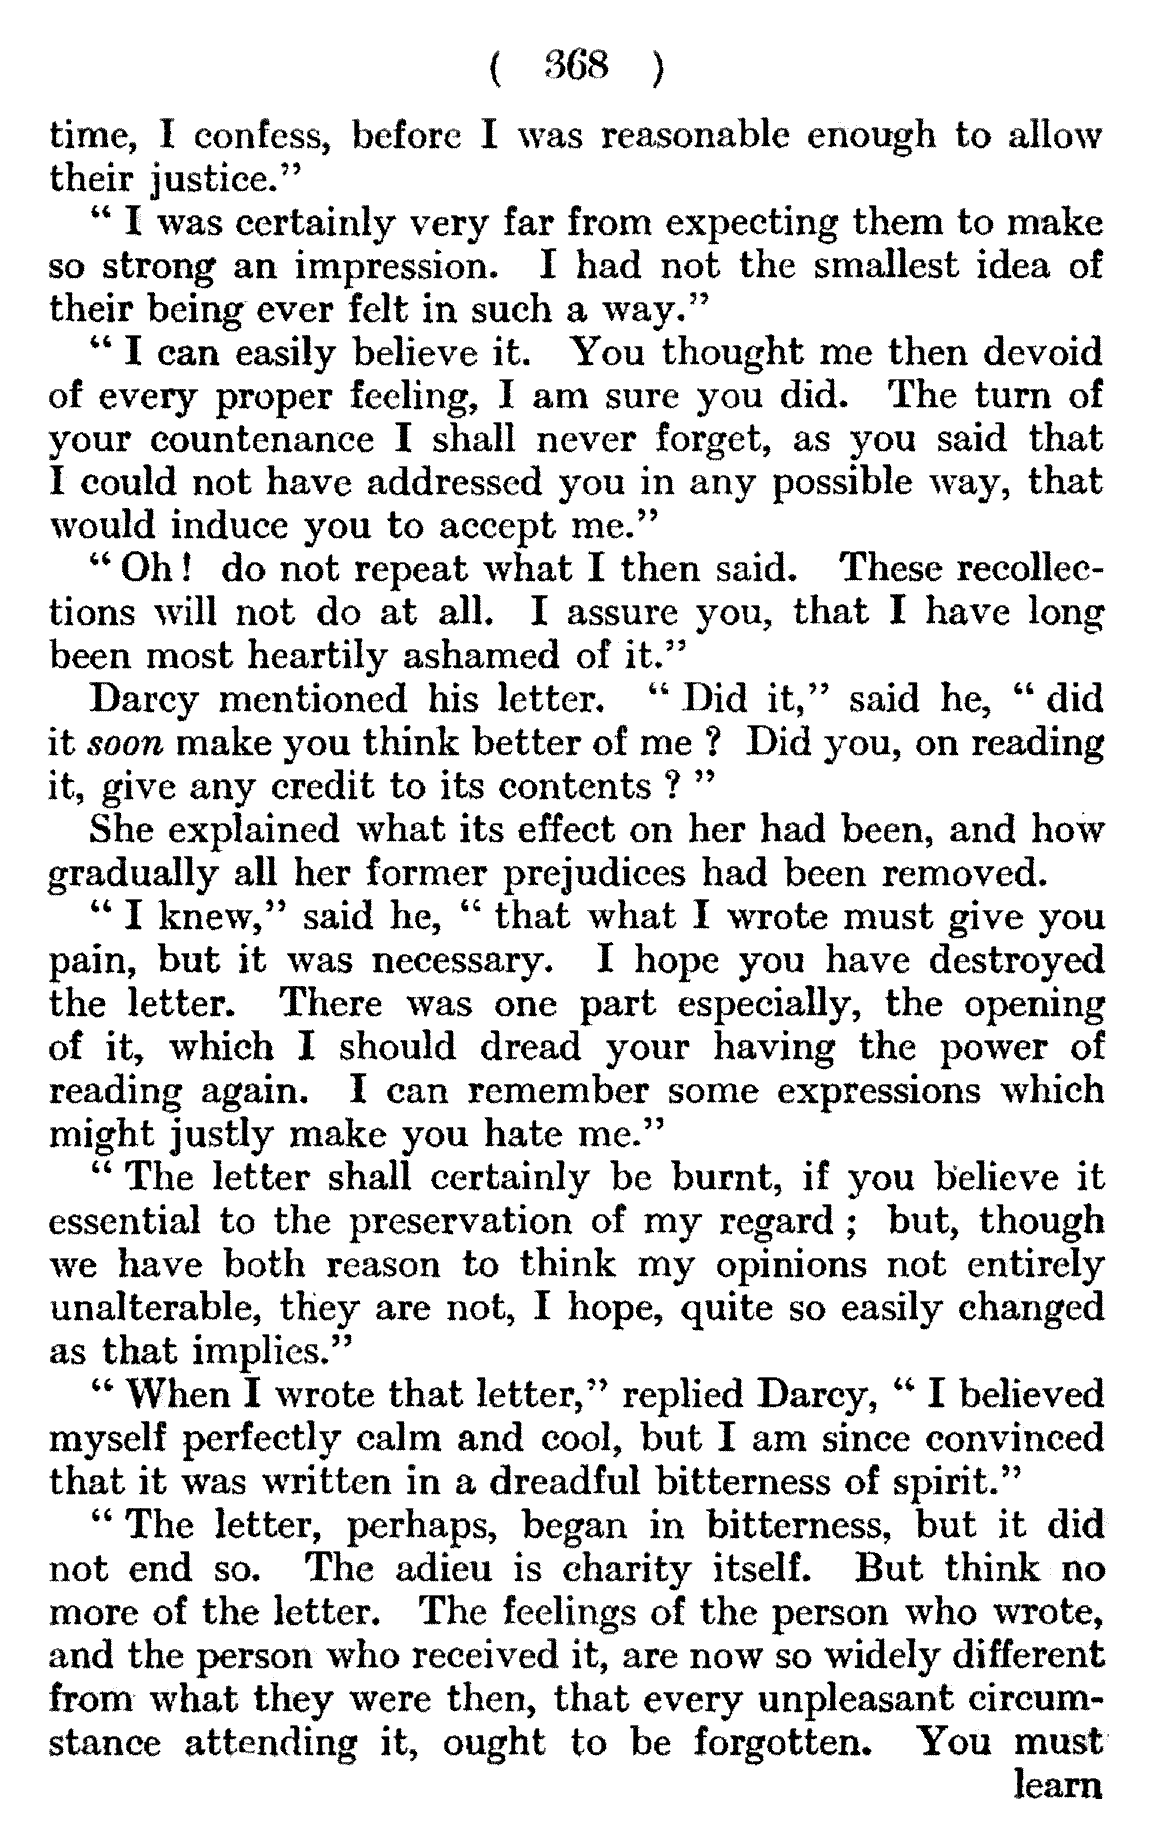 ( 368 )
time, I confess, before I was reasonable enough to allow
their justice.”
“ I was certainly very far from expecting them to make
so strong an impression. I had not the smallest idea of
their being ever felt in such a way.”
“ I can easily believe it. You thought me then devoid
of every proper feeling, I am sure you did. The turn of
your countenance I shall never forget, as you said that
I could not have addressed you in any possible way, that
would induce you to accept me.”
“ Oh ! do not repeat what I then said. These recollec-
tions will not do at all. I assure you, that I have long
been most heartily ashamed of it.”
Darcy mentioned his letter. “ Did it,” said he, “ did
it soon make you think better of me ? Did you, on reading
it, give any credit to its contents ? ”
She explained what its effect on her had been, and how
gradually all her former prejudices had been removed.
“ I knew,” said he, “ that what I wrote must give you
pain, but it was necessary. I hope you have destroyed
the letter. There was one part especially, the opening
of it, which I should dread your having the power of
reading again. I can remember some expressions which
might justly make you hate me.”
“ The letter shall certainly be burnt, if you believe it
essential to the preservation of my regard ; but, though
we have both reason to think my opinions not entirely
unalterable, they are not, I hope, quite so easily changed
as that implies.”
“ When I wrote that letter,” replied Darcy, “ I believed
myself perfectly calm and cool, but I am since convinced
that it was written in a dreadful bitterness of spirit.”
“ The letter, perhaps, began in bitterness, but it did
not end so. The adieu is charity itself. But think no
more of the letter. The feelings of the person who wrote,
and the person who received it, are now so widely different
from what they were then, that every unpleasant circum-
stance attending it, ought to be forgotten. You must
learn